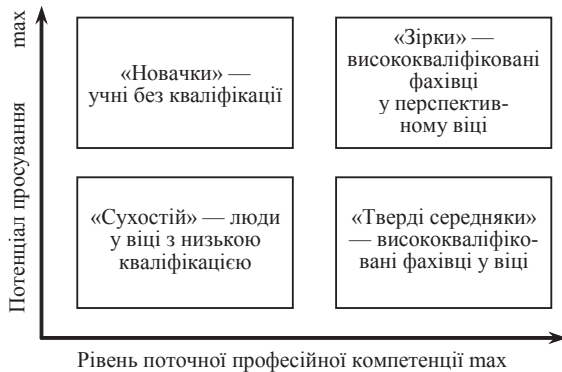 max
Потенціал просування
«Новачки» —
учні без кваліфікації
«Зірки» —
висококваліфіковані
фахівці
у перспектив-
ному віці
«Сухостій» — люди
у віці з низькою
кваліфікацією
«Тверді середняки»
— висококваліфіко-
вані фахівці у віці
Рівень поточної професійної компетенції max